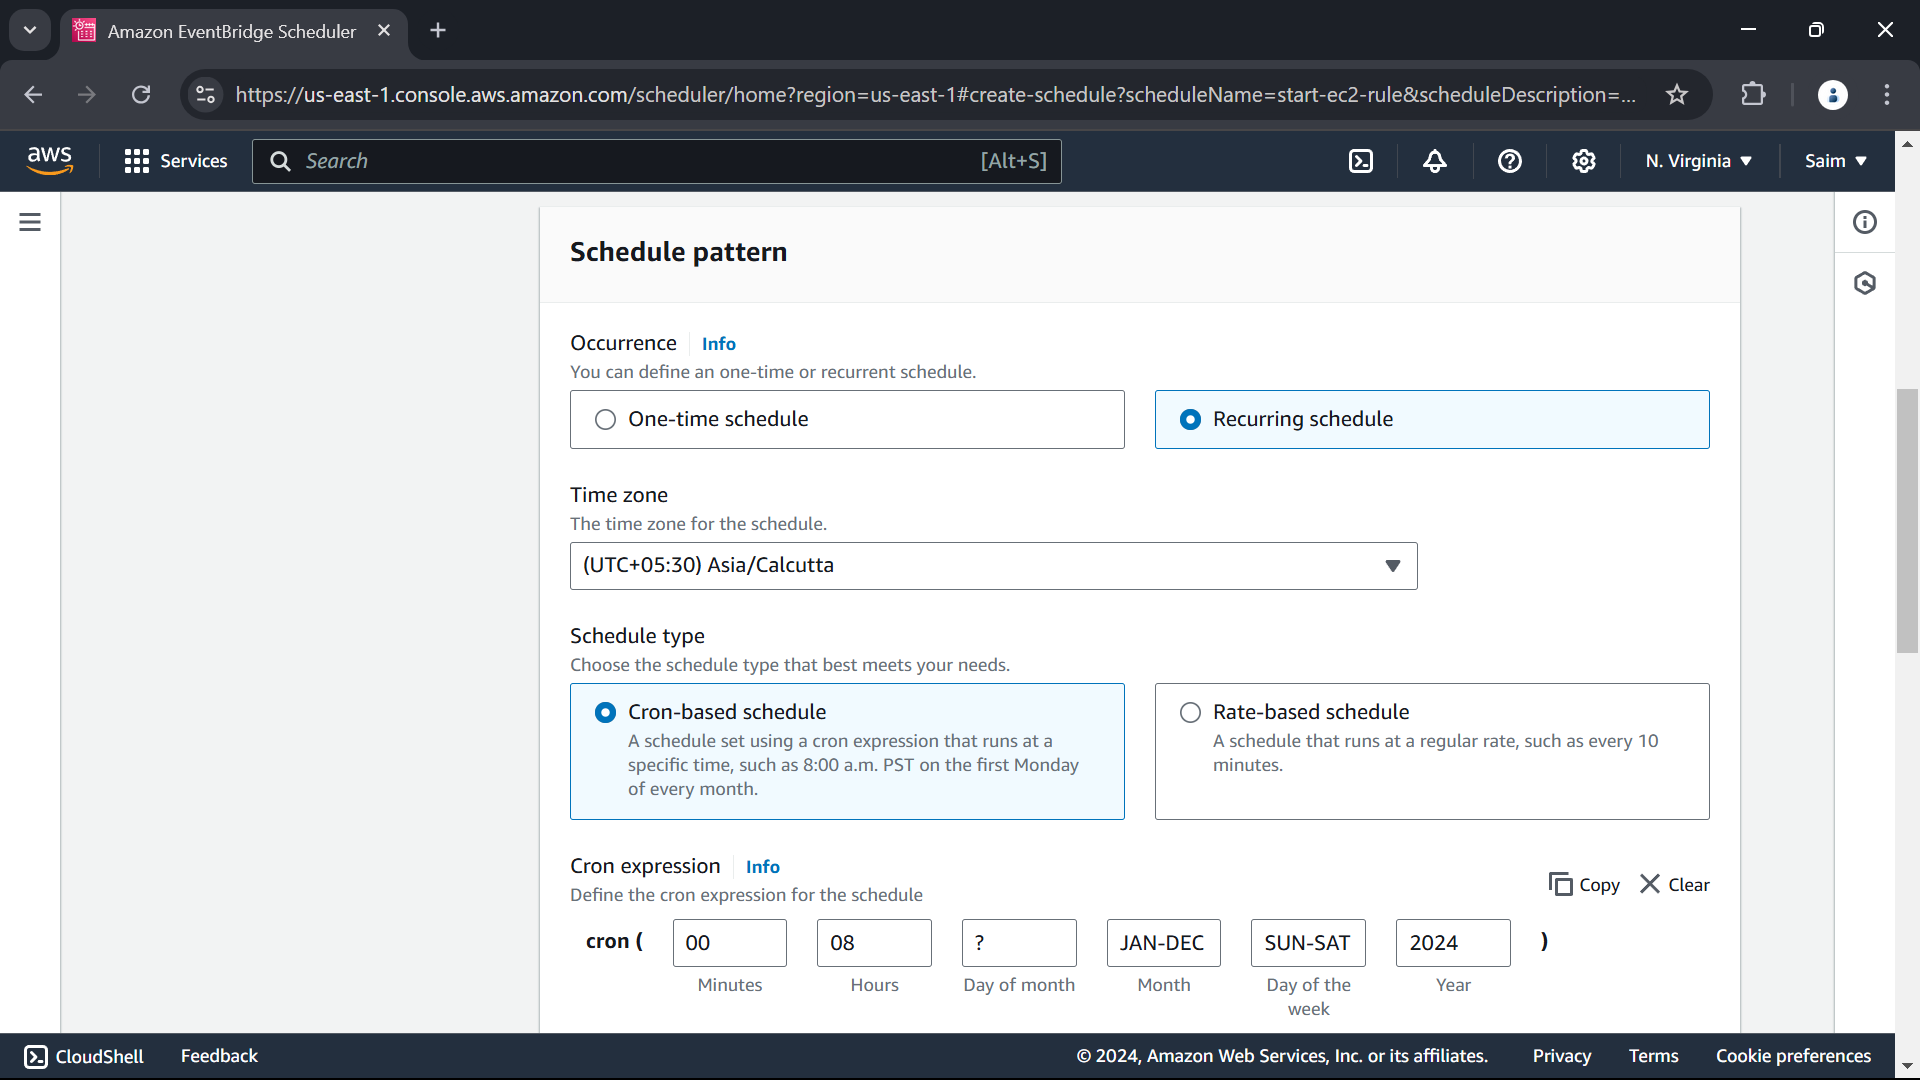 Amazon EventBridge Scheduler
https://us-east-1.console.aws.amazon.com/scheduler/home?region=us-east-1#create-schedule?scheduleName=start-ec2-rule&scheduleDescription=...
aws
Services
Search
[Alt+S]
N. Virginia
Saim
Schedule pattern
Occurrence Info
You can define an one-time or recurrent schedule.
One-time schedule
Recurring schedule
Time zone
The time zone for the schedule.
(UTC+05:30) Asia/Calcutta
Schedule type
Choose the schedule type that best meets your needs.
Cron-based schedule
A schedule set using a cron expression that runs at a
specific time, such as 8:00 a.m. PST on the first Monday
of every month.
Rate-based schedule
A schedule that runs at a regular rate, such as every 10
minutes.
Cron expression Info
Define the cron expression for the schedule
Copy
Clear
cron ( 00 08 ? JAN-DEC SUN-SAT 2024 )
Minutes Hours Day of month Month Day of the Year
week
CloudShell Feedback © 2024, Amazon Web Services, Inc. or its affiliates. Privacy Terms Cookie preferences